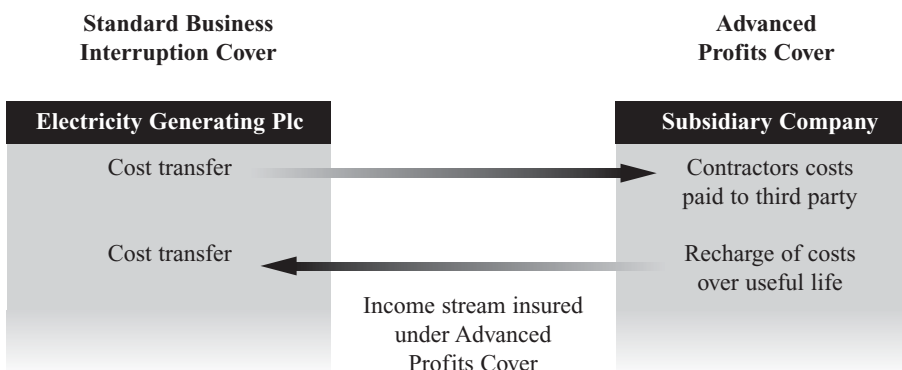 Standard Business
Interruption Cover
Advanced
Profits Cover
Electricity Generating Plc
Subsidiary Company
Cost transfer
Contractors costs
paid to third party
Cost transfer
Recharge of costs
over useful life
Income stream insured
under Advanced
Profits Cover